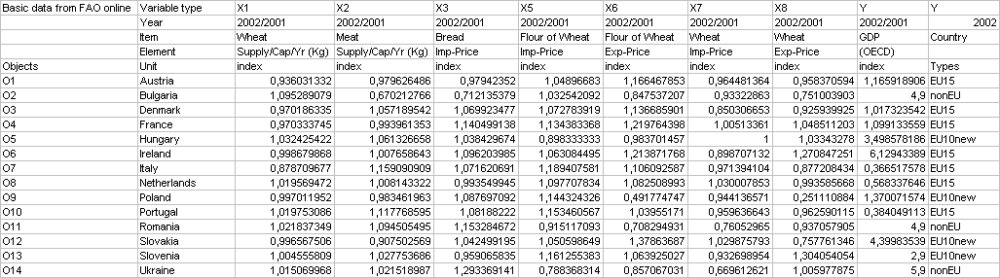 Basic data from FAO online Variable type X1 X2 X3 X5 X6 X7 X8 Y Y
Year 2002/2001 2002/2001 2002/2001 2002/2001 2002/2001 2002/2001 2002/2001 2002/2001 2002
Item Wheat Meat Bread Flour of Wheat Flour of Wheat Wheat Wheat GDP Country
Element Supply/Cap/Yr (Kg) Supply/Cap/Yr (Kg) Imp-Price Imp-Price Exp-Price Imp-Price Exp-Price (OECD)
Objects Unit index index index index index index index index Types
O1 Austria 0,936031332 0,979626486 0,97942352 1,04896683 1,166467853 0,964481364 0,958370594 1,165918906 EU15
O2 Bulgaria 1,095289079 0,670212766 0,712135379 1,032542092 0,847537207 0,93322863 0,751003903 4,9 nonEU
O3 Denmark 0,970186335 1,057189542 1,069923477 1,072783919 1,136685901 0,850306653 0,925939925 1,017323542 EU15
O4 France 0,970333745 0,993961353 1,140499138 1,134383368 1,219764398 1,00513361 1,048511203 1,099133559 EU15
O5 Hungary 1,032425422 1,061326658 1,038429674 0,898333333 0,983701457 1 1,03343278 3,498578186 EU10new
O6 Ireland 0,998679868 1,007658643 1,096203985 1,063084495 1,213871768 0,898707132 1,270847251 6,12943389 EU15
O7 Italy 0,878709677 1,159090909 1,071620691 1,189407581 1,106092587 0,971394104 0,877208434 0,366517578 EU15
O8 Netherlands 1,019569472 1,008143322 0,993549945 1,097707834 1,082508993 1,030007853 0,993585668 0,568337646 EU15
O9 Poland 0,997011952 0,983461963 1,087697092 1,144324326 0,491774747 0,944136571 0,251110884 1,370071574 EU10new
O10 Portugal 1,019753086 1,117768595 1,08188222 1,153460567 1,03955171 0,959636643 0,962590115 0,384049113 EU15
O11 Romania 1,021837349 1,094505495 1,153284672 0,915117093 0,708294931 0,76052965 0,937057905 4,9 nonEU
O12 Slovakia 0,996567506 0,907502569 1,042499195 1,050598649 1,37863687 1,029875793 0,757761346 4,39983539 EU10new
O13 Slovenia 1,004555809 1,027753686 0,959065835 1,161255383 1,063925027 0,932698954 1,304054054 2,9 EU10new
O14 Ukraine 1,015069968 1,021518987 1,293369141 0,788368314 0,857067031 0,669612621 1,005977875 5,9 nonEU